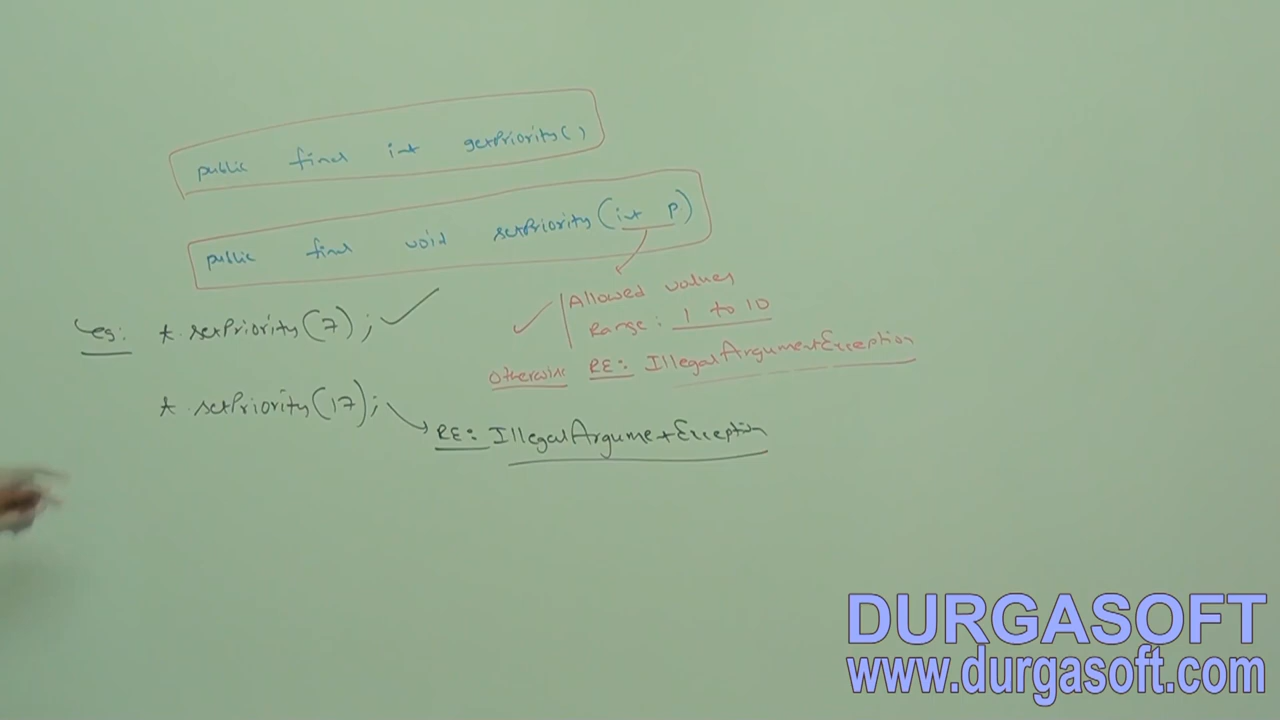 public final int getPriority()
public final void setPriority(int p)
Allowed values
Range: 1 to 10
otherwise RE: IllegalArgumentException
eg: t.setPriority(7);
t.setPriority(17);
RE: IllegalArgumentException
DURGASOFT
www.durgasoft.com